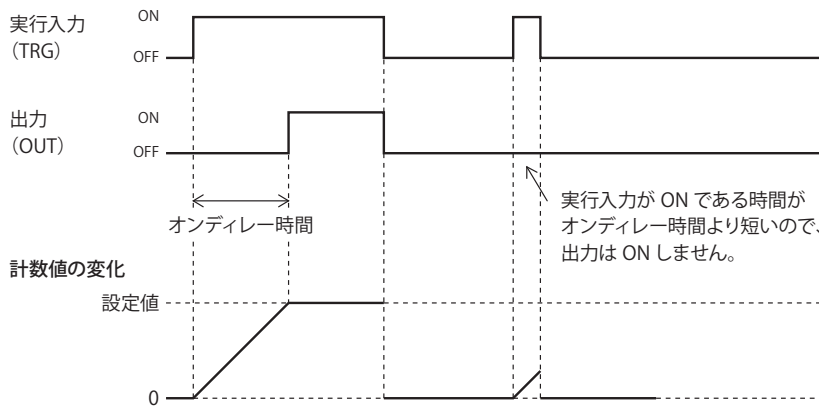 実行入力
(TRG)
ON
OFF
出力
(OUT)
ON
OFF
オンディレー時間
実行入力が ON である時間が
オンディレー時間より短いので、
出力は ON しません。
計数値の変化
設定値
0